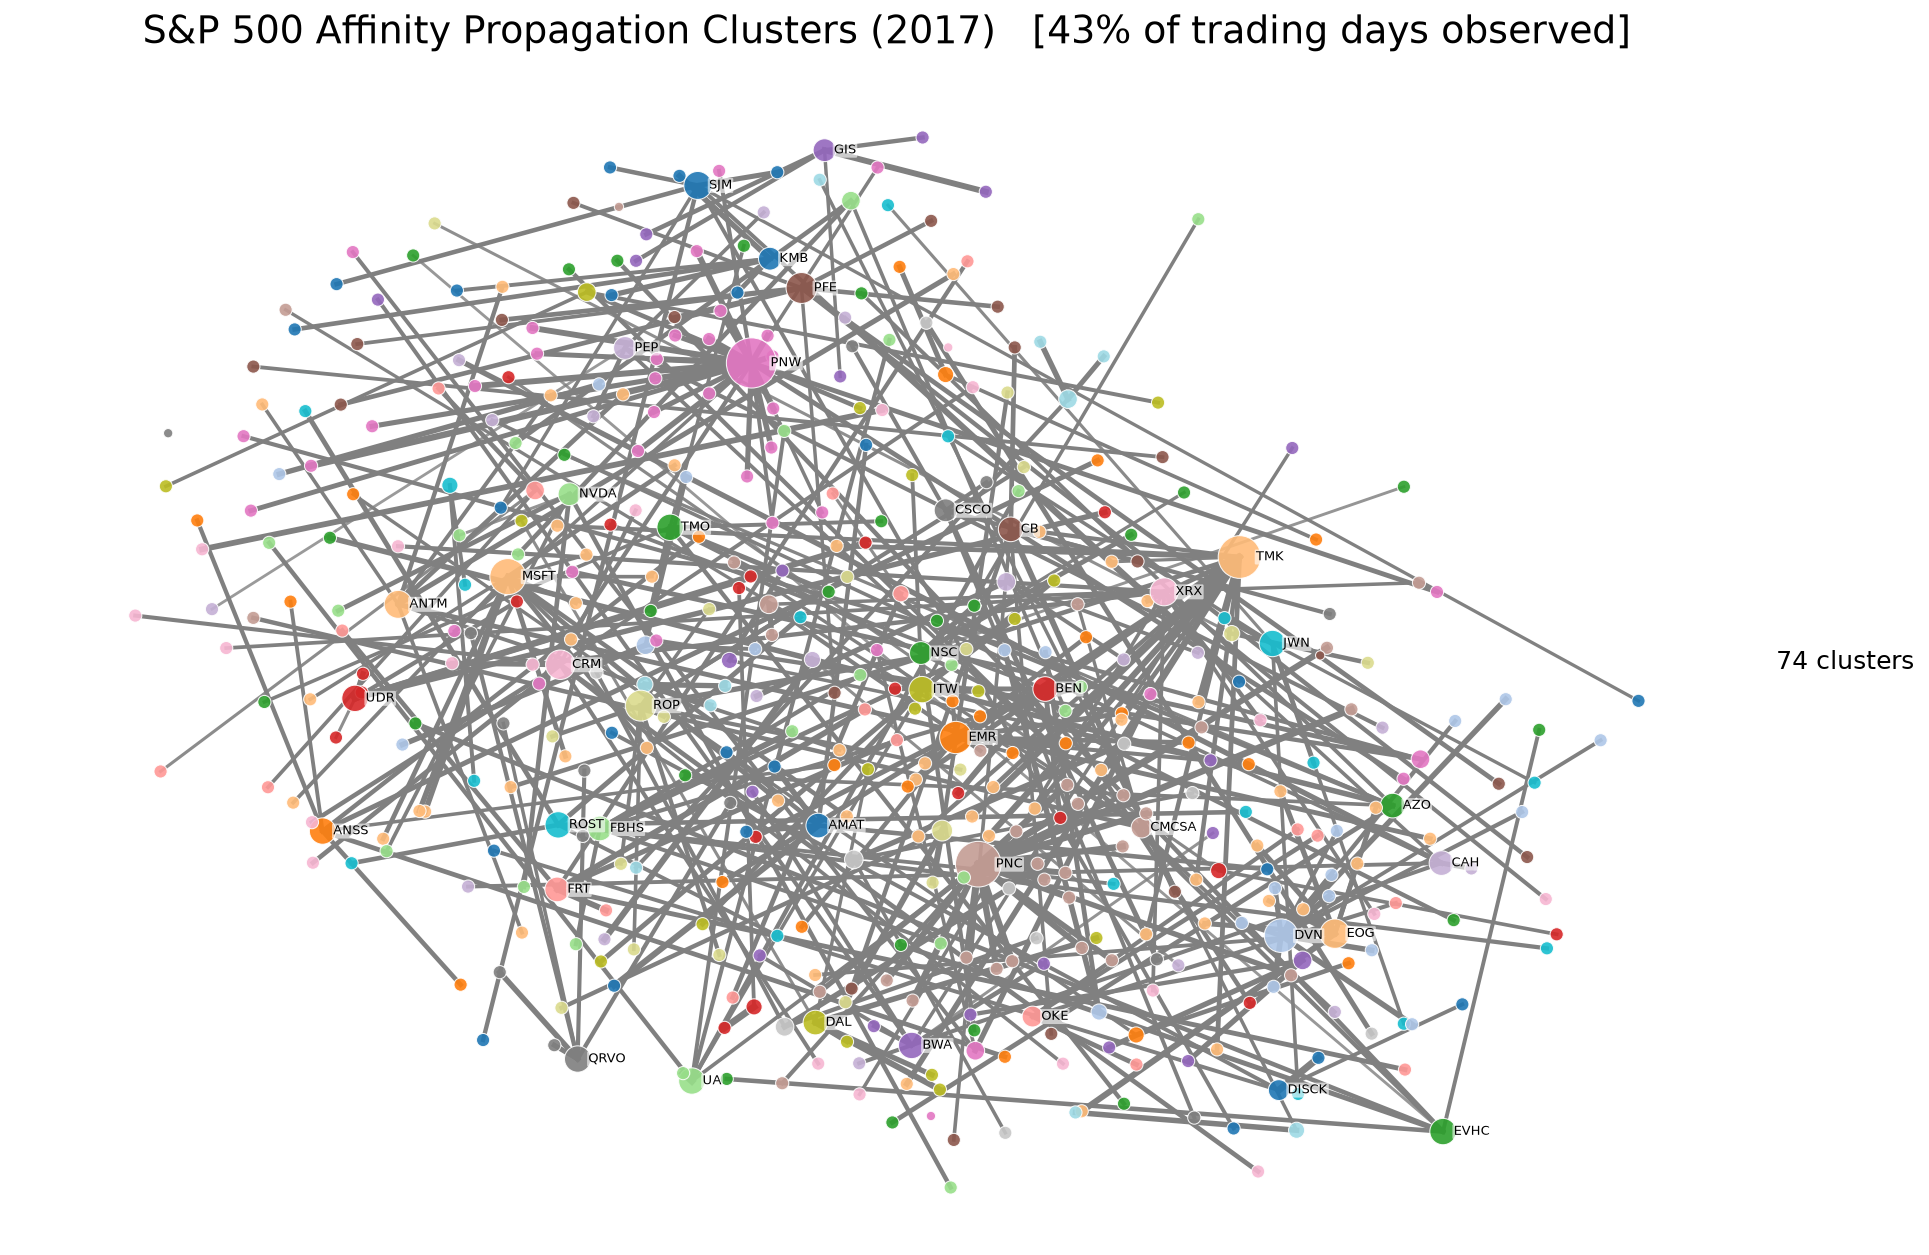 S&P 500 Affinity Propagation Clusters (2017)   [43% of trading days observed]
GIS
SJM
KMB
PFE
PEP
PNW
NVDA
CSCO
TMO
CB
TMK
MSFT
XRX
ANTM
JWN
NSC
CRM
74 clusters
ITW
BEN
UDR
ROP
EMR
AZO
ROST
FBHS
AMAT
CMCSA
ANSS
PNC
CAH
FRT
DVN
EOG
OKE
DAL
BWA
QRVO
UA
DISCK
EVHC